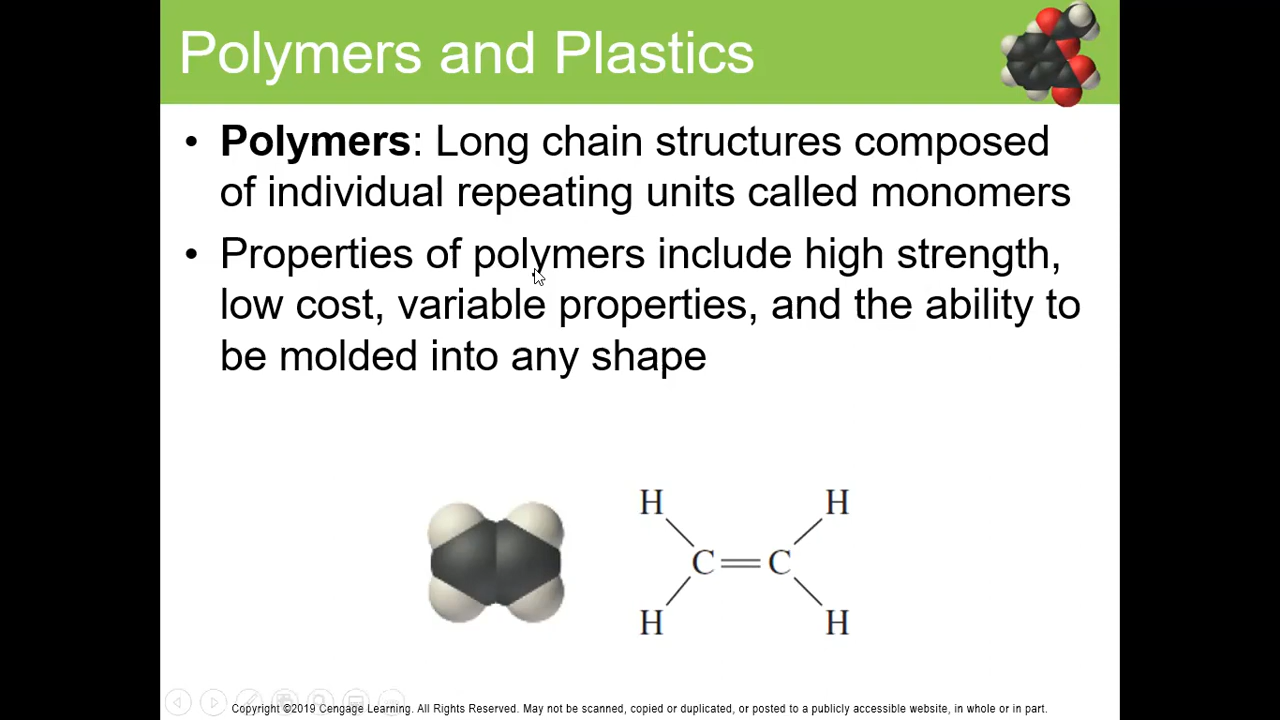 Polymers and Plastics
• Polymers: Long chain structures composed
of individual repeating units called monomers
• Properties of polymers include high strength,
low cost, variable properties, and the ability to
be molded into any shape
H H
C=C
H H
Copyright ©2019 Cengage Learning. All Rights Reserved. May not be scanned, copied or duplicated, or posted to a publicly accessible website, in whole or in part.